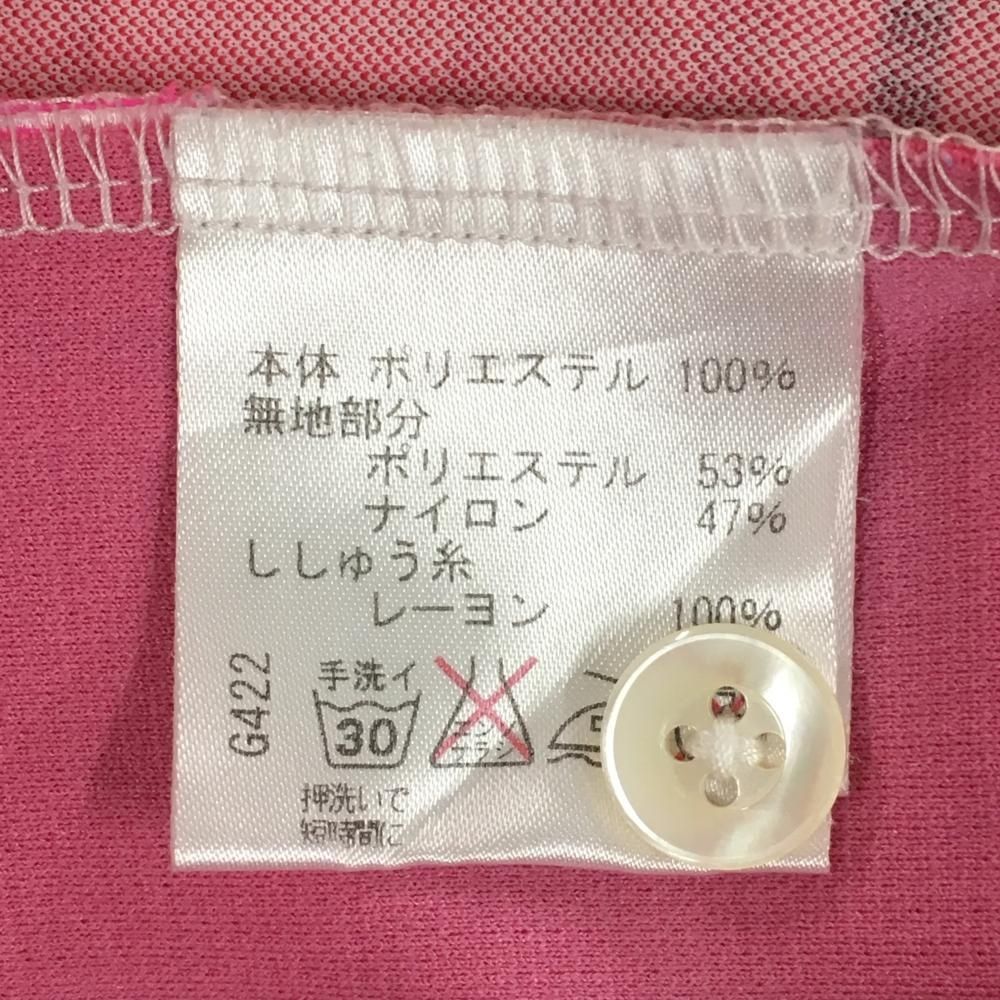 本体 ポリエステル 100%
無地部分
ポリエステル 53%
ナイロン 47%
ししゅう糸
レーヨン 100%
G422
手洗イ
30
押洗いで
短時間に